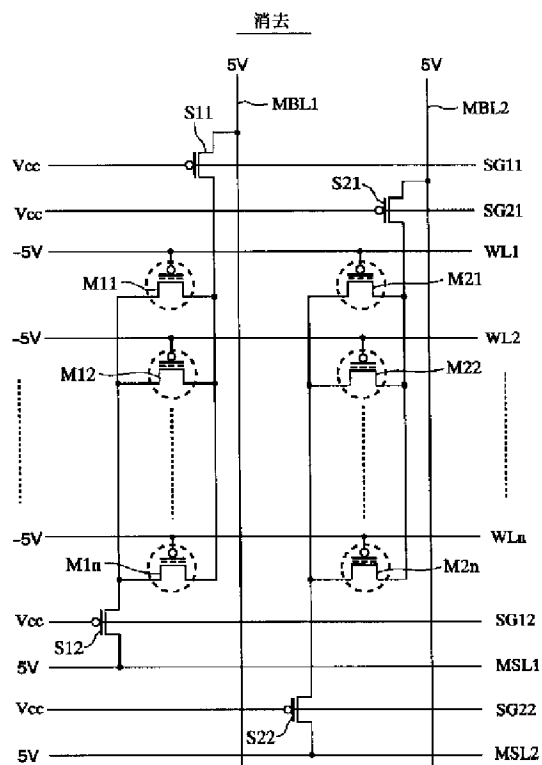 消去
5V 5V
MBL1 MBL2
S11
Vcc SG11
S21
Vcc SG21
-5V WL1
M11 M21
-5V WL2
M12 M22
-5V WLn
M1n M2n
Vcc SG12
S12
5V MSL1
Vcc SG22
S22
5V MSL2